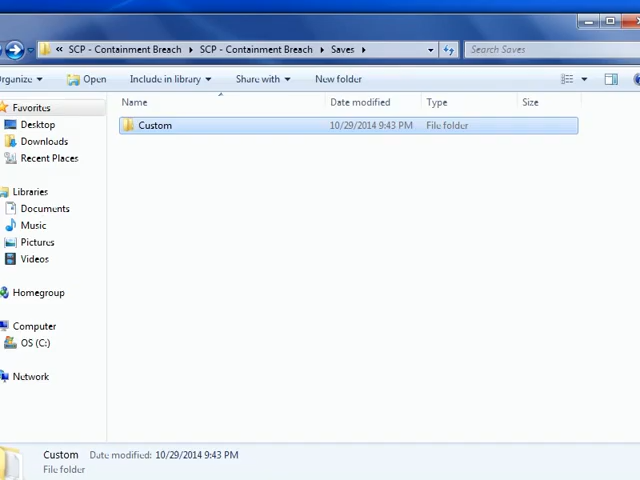 « SCP - Containment Breach ▸ SCP - Containment Breach ▸ Saves ▸
Search Saves
Organize
Open
Include in library
Share with
New folder
Name
Date modified
Type
Size
Custom
10/29/2014 9:43 PM
File folder
Favorites
Desktop
Downloads
Recent Places
Libraries
Documents
Music
Pictures
Videos
Homegroup
Computer
OS (C:)
Network
Custom
Date modified: 10/29/2014 9:43 PM
File folder